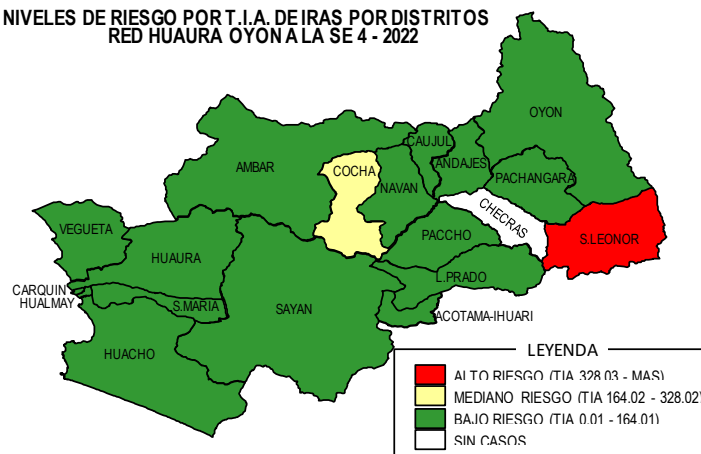 NIVELES DE RIESGO POR T.I.A. DE IRAS POR DISTRITOS
RED HUAURA OYON A LA SE 4 - 2022
OYON
CAUJUL
ANDAJES
AMBAR
COCHA
NAVAN
PACHANGARA
CHECRAS
VEGUETA
PACCHO
S.LEONOR
HUAURA
L.PRADO
CARQUIN
HUALMAY
S.MARIA
SAYAN
ACOTAMA-IHUARI
HUACHO
LEYENDA
ALTO RIESGO (TIA 328.03 - MAS)
MEDIANO RIESGO (TIA 164.02 - 328.02)
BAJO RIESGO (TIA 0.01 - 164.01)
SIN CASOS